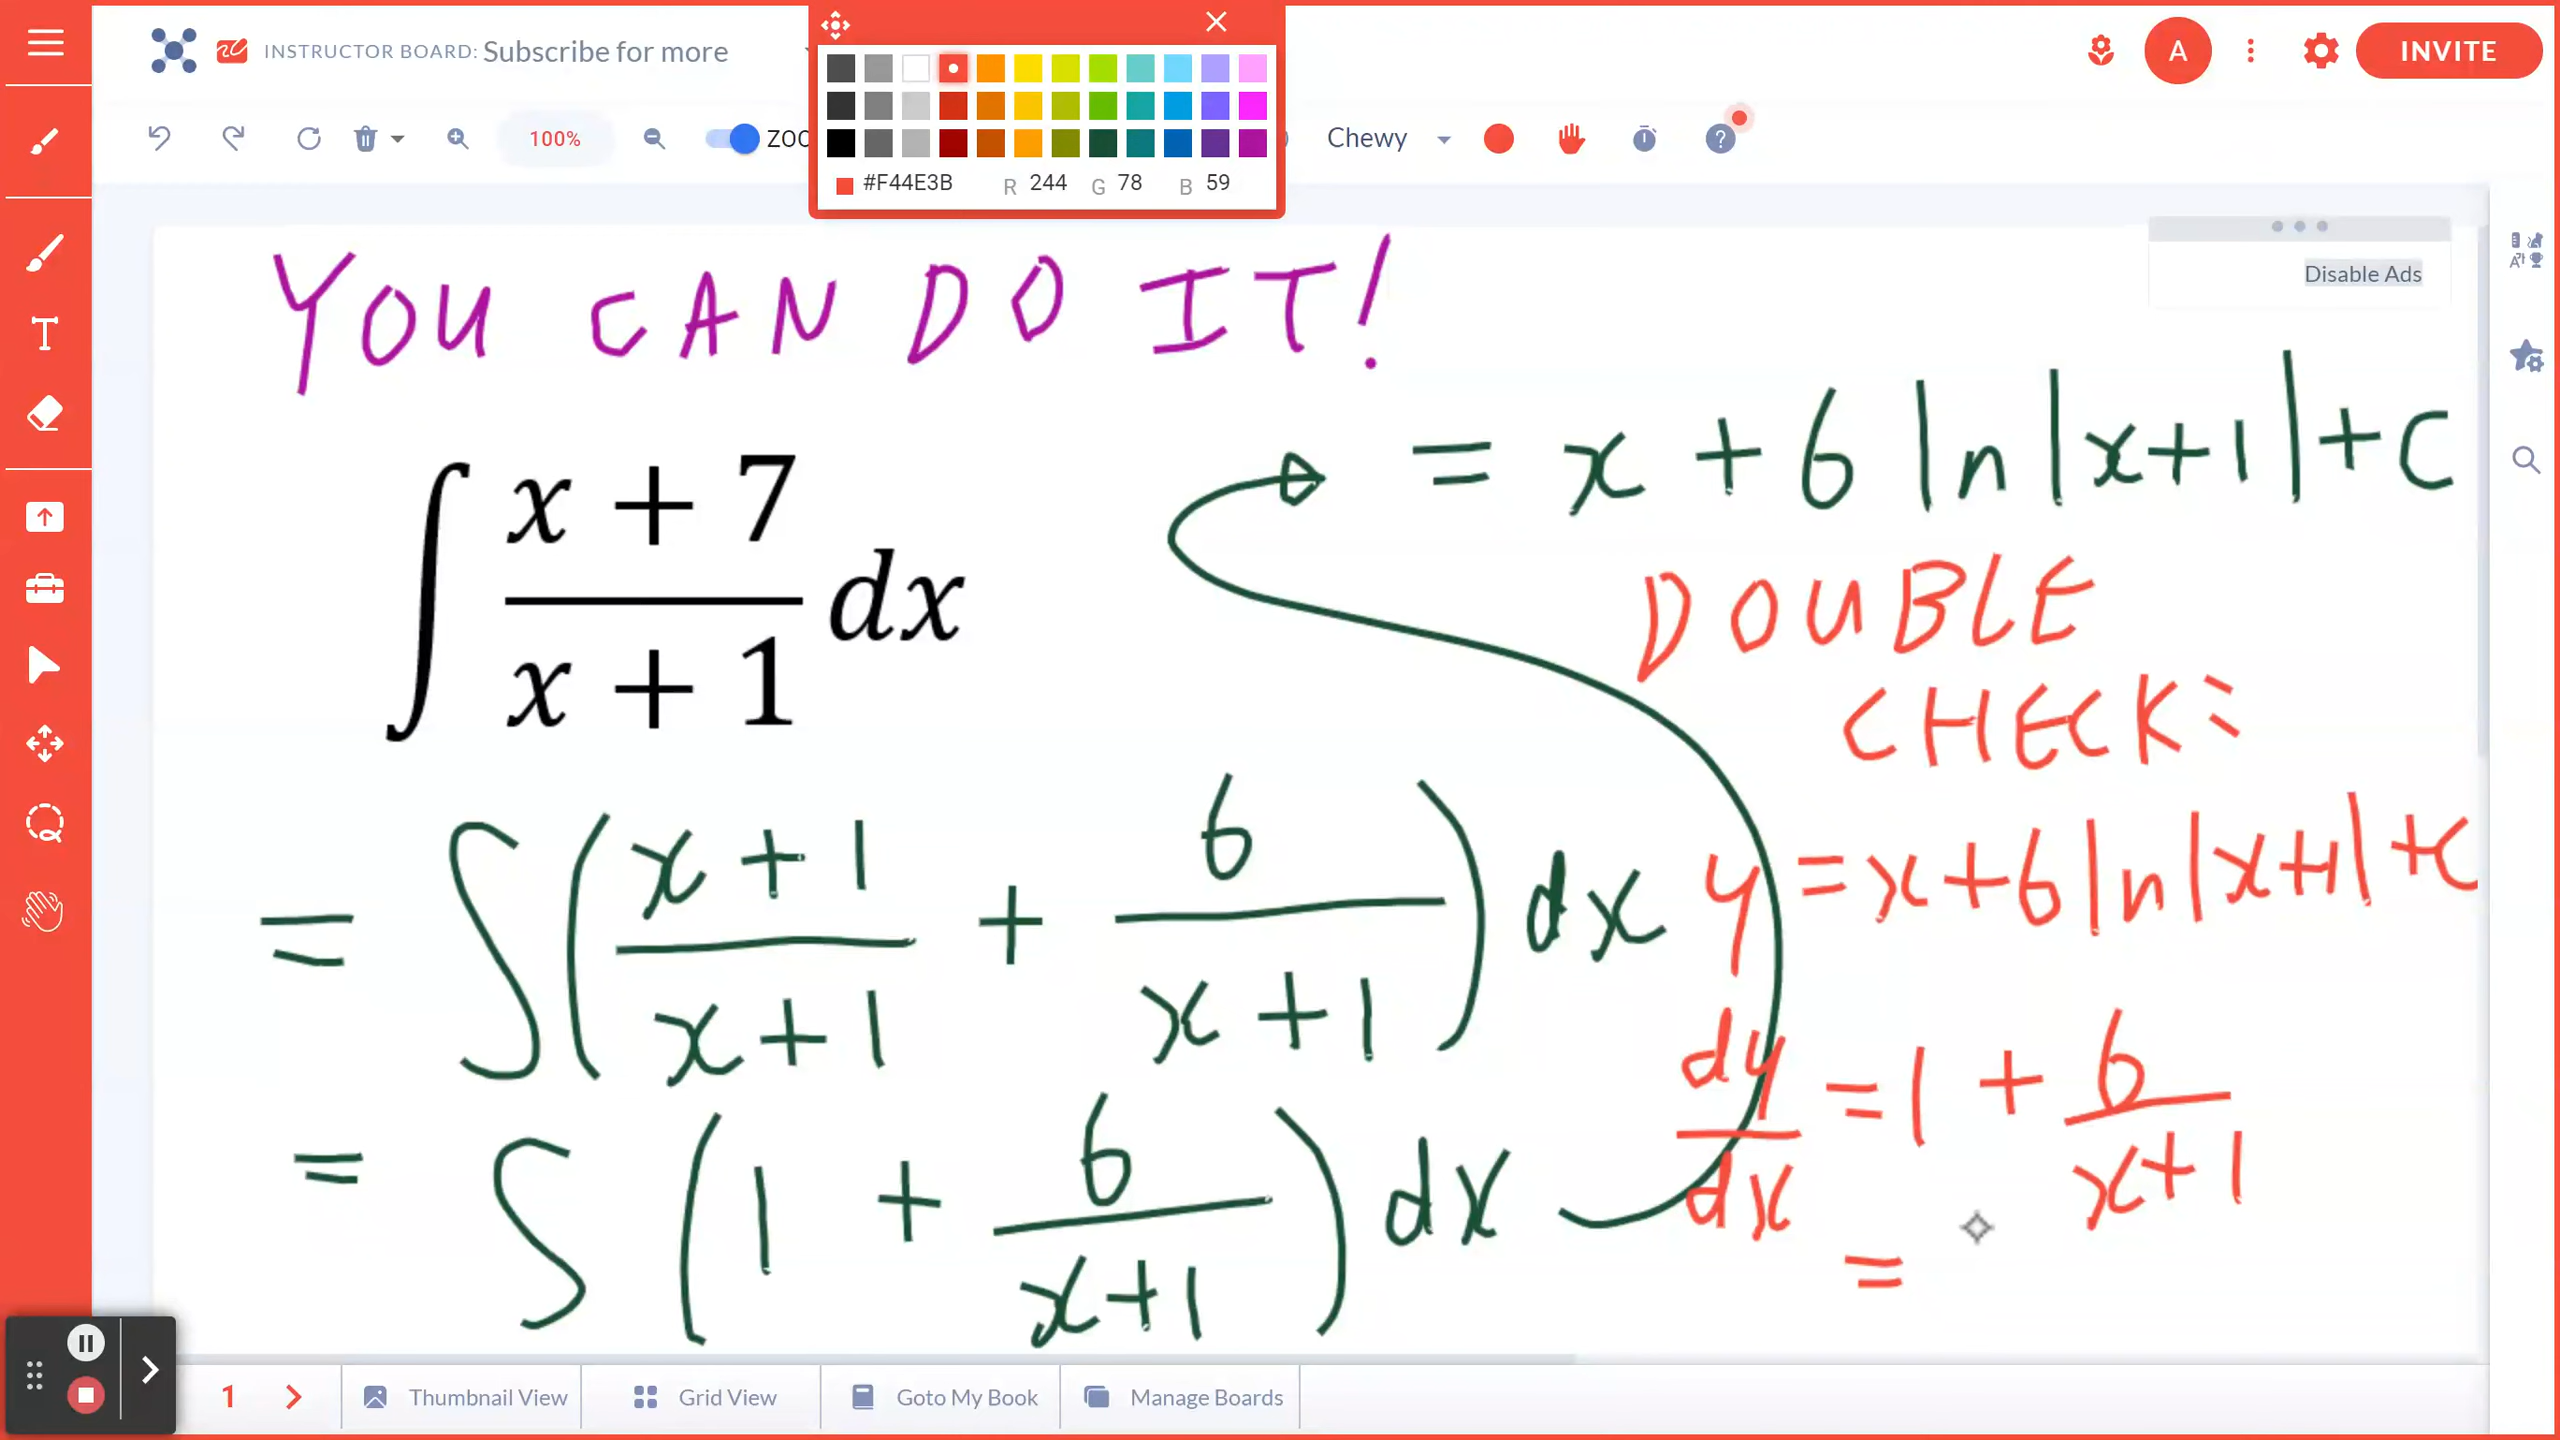 INSTRUCTOR BOARD: Subscribe for more
INVITE
A
100%
ZOO
#F44E3B R 244 G 78 B 59
Chewy
Disable Ads
YOU CAN DO IT!
∫ x + 7 / x + 1 dx
= ∫ ( x + 1 / x + 1 + 6 / x + 1 ) dx
= ∫ ( 1 + 6 / x + 1 ) dx
= x + 6 ln|x+1| + C
DOUBLE
CHECK:
y = x + 6 ln|x+1| + C
dy / dx = 1 + 6 / x+1
=
1
Thumbnail View
Grid View
Goto My Book
Manage Boards